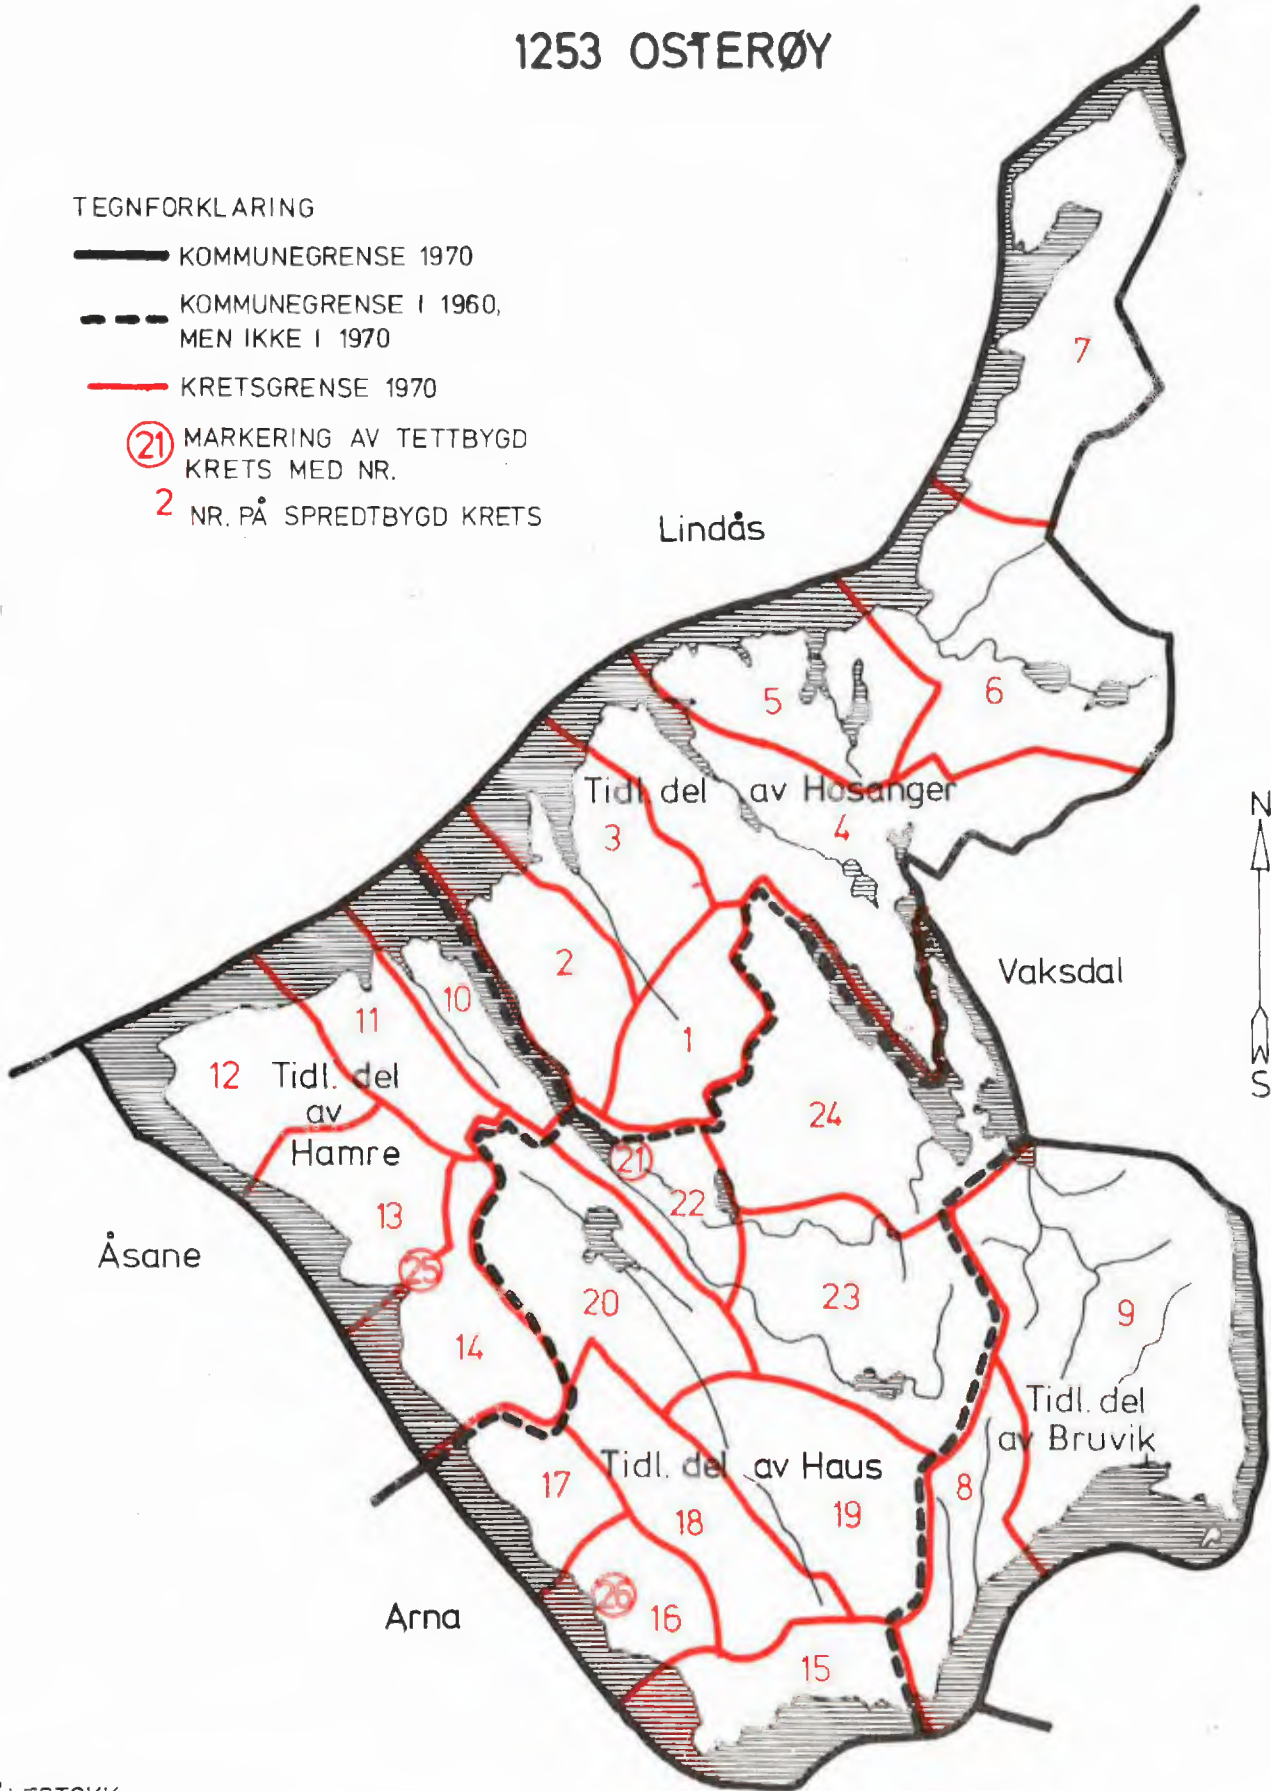 1253 OSTERØY
TEGNFORKLARING
KOMMUNEGRENSE 1970
KOMMUNEGRENSE I 1960,
MEN IKKE I 1970
KRETSGRENSE 1970
21 MARKERING AV TETTBYGD
KRETS MED NR.
2 NR. PÅ SPREDTBYGD KRETS
Lindås
7
6
5
Tidl. del av Hosanger
4
3
N
S
Vaksdal
2
10
11
1
12
Tidl. del
av
Hamre
24
21
22
13
Åsane
25
20
23
9
14
Tidl. del
av Bruvik
17
Tidl. del av Haus
8
18
19
26
16
Arna
15